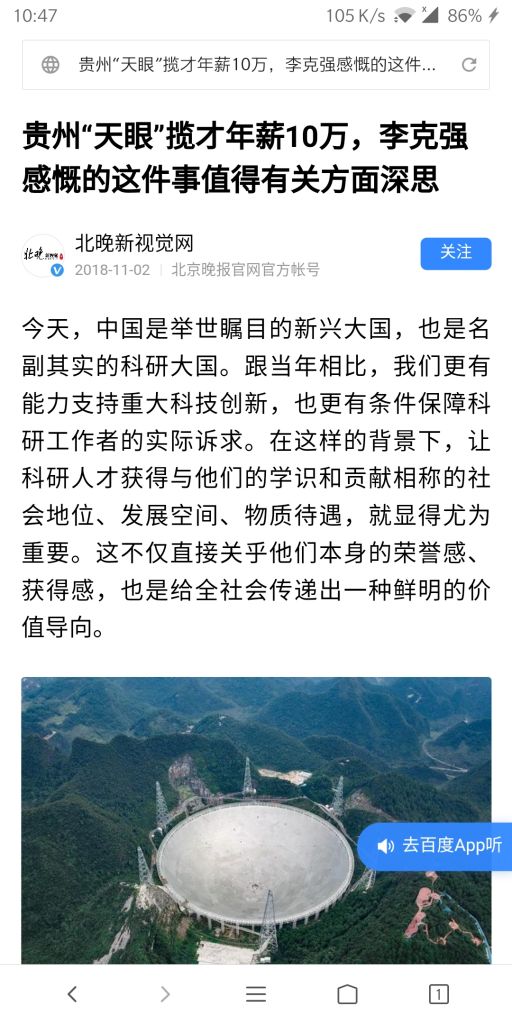 10:47
105 K/s
86%
贵州“天眼”揽才年薪10万，李克强感慨的这件...
贵州“天眼”揽才年薪10万，李克强
感慨的这件事值得有关方面深思
北晚新视觉网
关注
2018-11-02
北京晚报官网官方帐号
今天，中国是举世瞩目的新兴大国，也是名
副其实的科研大国。跟当年相比，我们更有
能力支持重大科技创新，也更有条件保障科
研工作者的实际诉求。在这样的背景下，让
科研人才获得与他们的学识和贡献相称的社
会地位、发展空间、物质待遇，就显得尤为
重要。这不仅直接关乎他们本身的荣誉感、
获得感，也是给全社会传递出一种鲜明的价
值导向。
去百度App听
1